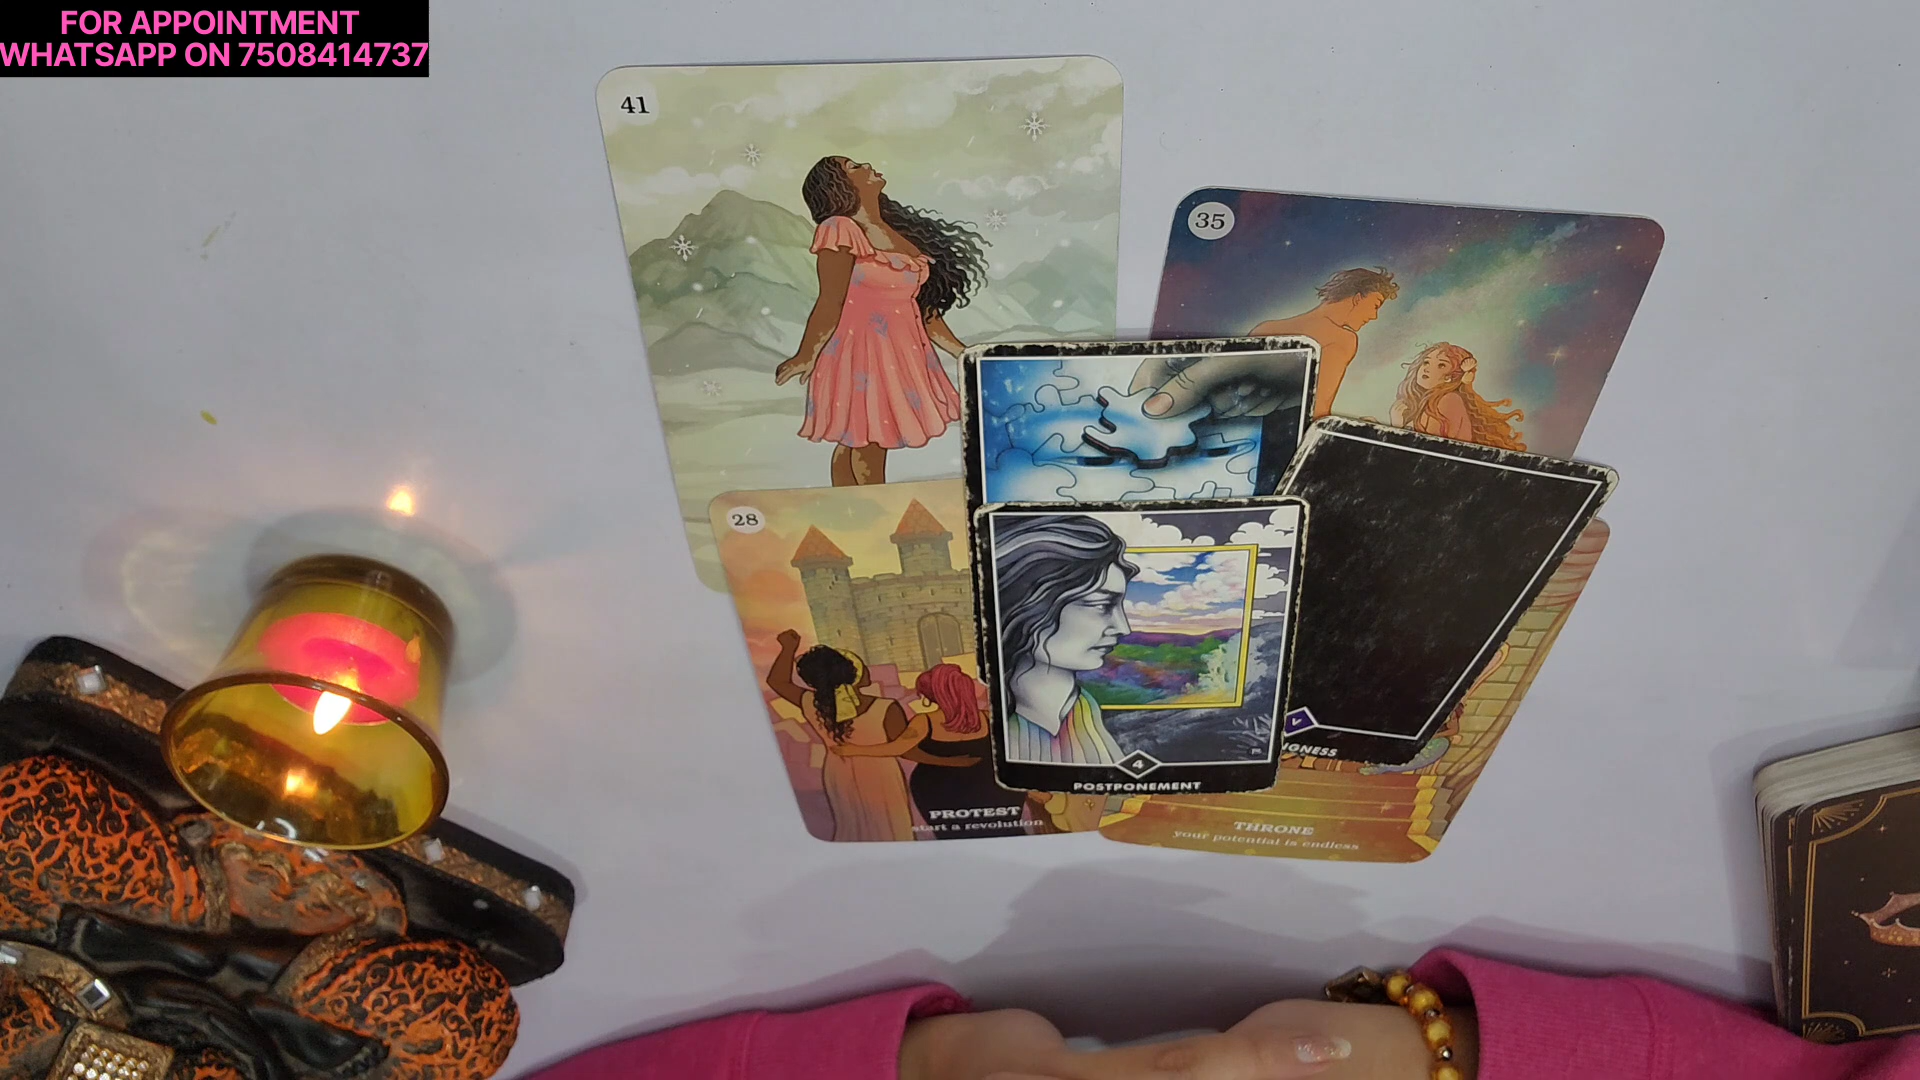 FOR APPOINTMENT
WHATSAPP ON 7508414737
41
35
28
4
POSTPONEMENT
PROTEST
start a revolution
THRONE
your potential is endless